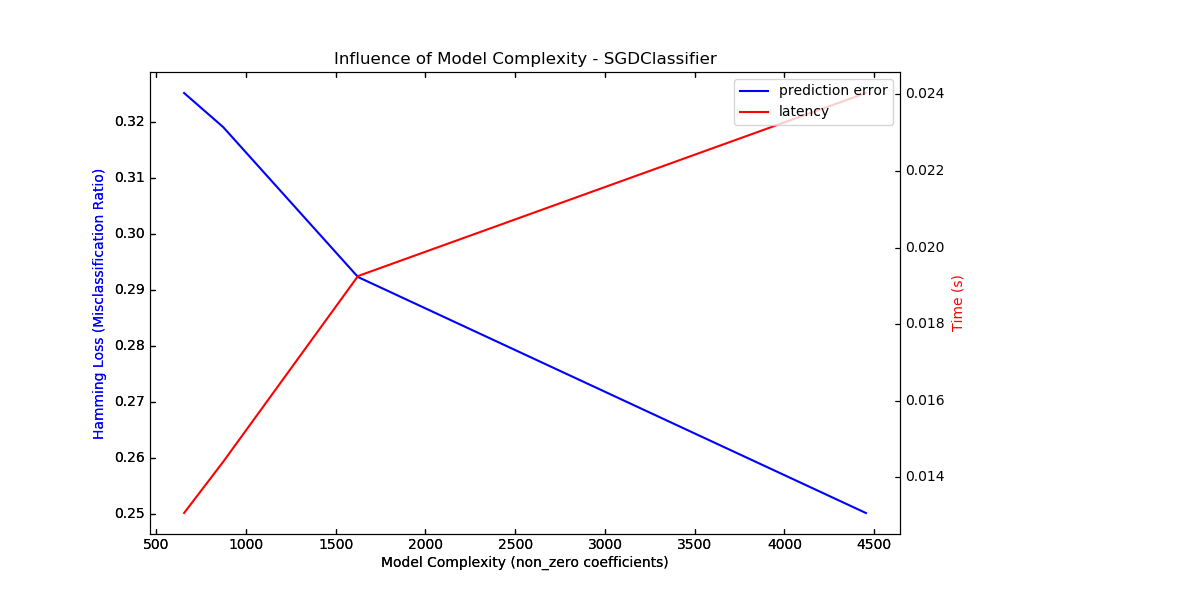 Influence of Model Complexity - SGDClassifier
prediction error
latency
Hamming Loss (Misclassification Ratio)
0.32
0.31
0.30
0.29
0.28
0.27
0.26
0.25
0.024
0.022
0.020
0.018
0.016
0.014
Time (s)
500 1000 1500 2000 2500 3000 3500 4000 4500
Model Complexity (non_zero coefficients)